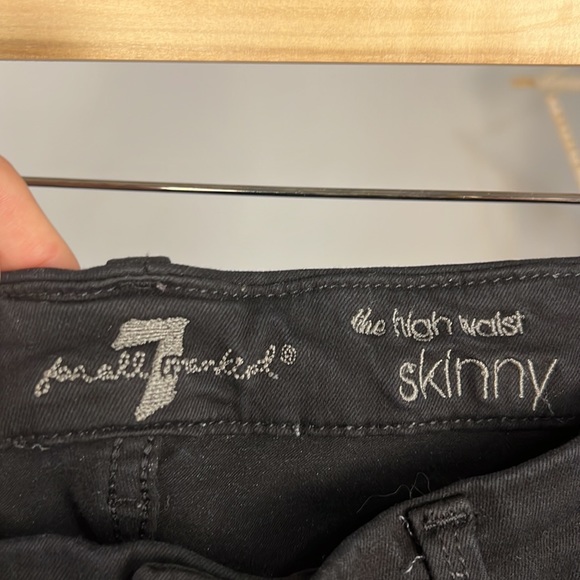 7
for all mankind®
the high waist
skinny